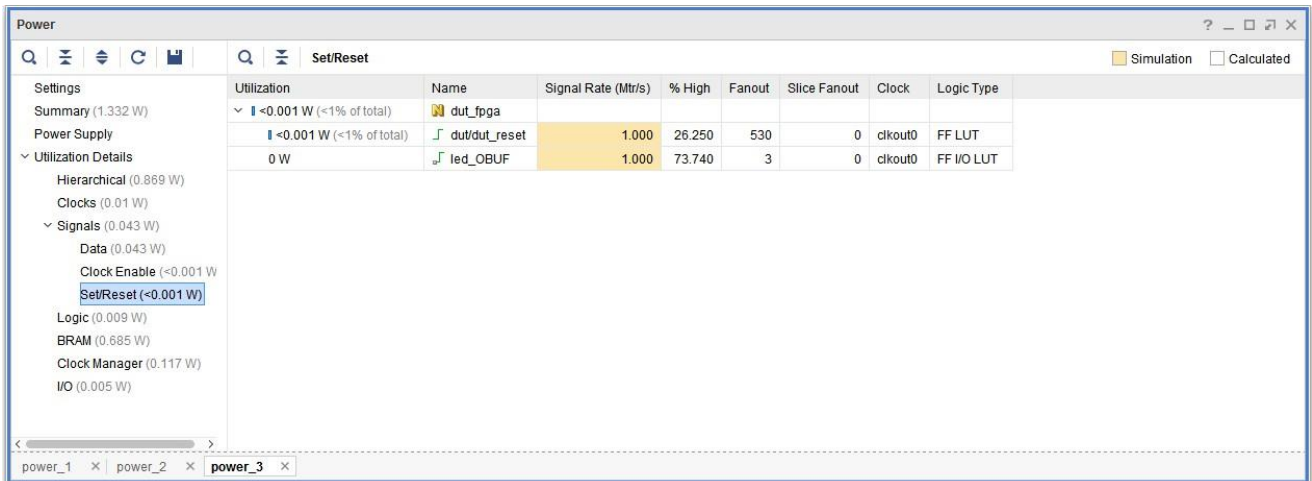 Power
Set/Reset
Simulation Calculated
Settings
Summary (1.332 W)
Power Supply
Utilization Details
Hierarchical (0.869 W)
Clocks (0.01 W)
Signals (0.043 W)
Data (0.043 W)
Clock Enable (<0.001 W
Set/Reset (<0.001 W)
Logic (0.009 W)
BRAM (0.685 W)
Clock Manager (0.117 W)
I/O (0.005 W)
Utilization Name Signal Rate (Mtr/s) % High Fanout Slice Fanout Clock Logic Type
<0.001 W (<1% of total) dut_fpga
<0.001 W (<1% of total) dut/dut_reset 1.000 26.250 530 0 clkout0 FF LUT
0 W led_OBUF 1.000 73.740 3 0 clkout0 FF I/O LUT
power_1 power_2 power_3